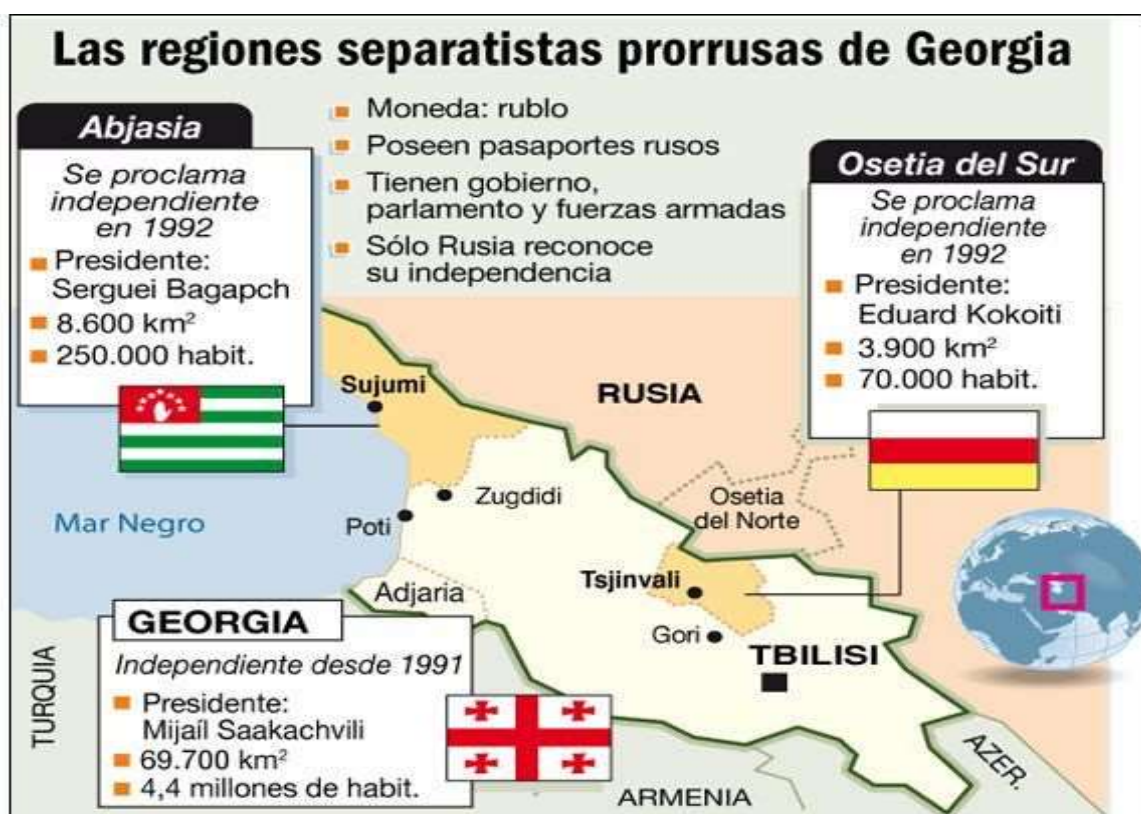 Las regiones separatistas prorrusas de Georgia
Abjasia
Se proclama
independiente
en 1992
Presidente:
Serguei Bagapch
8.600 km²
250.000 habit.
Moneda: rublo
Poseen pasaportes rusos
Tienen gobierno,
parlamento y fuerzas armadas
Sólo Rusia reconoce
su independencia
Osetia del Sur
Se proclama
independiente
en 1992
Presidente:
Eduard Kokoiti
3.900 km²
70.000 habit.
RUSIA
Sujumi
Zugdidi
Osetia
del Norte
Mar Negro
Poti
Tsjinvali
Adjaria
Gori
TBILISI
GEORGIA
Independiente desde 1991
Presidente:
Mijaíl Saakachvili
69.700 km²
4,4 millones de habit.
TURQUIA
ARMENIA
AZER.